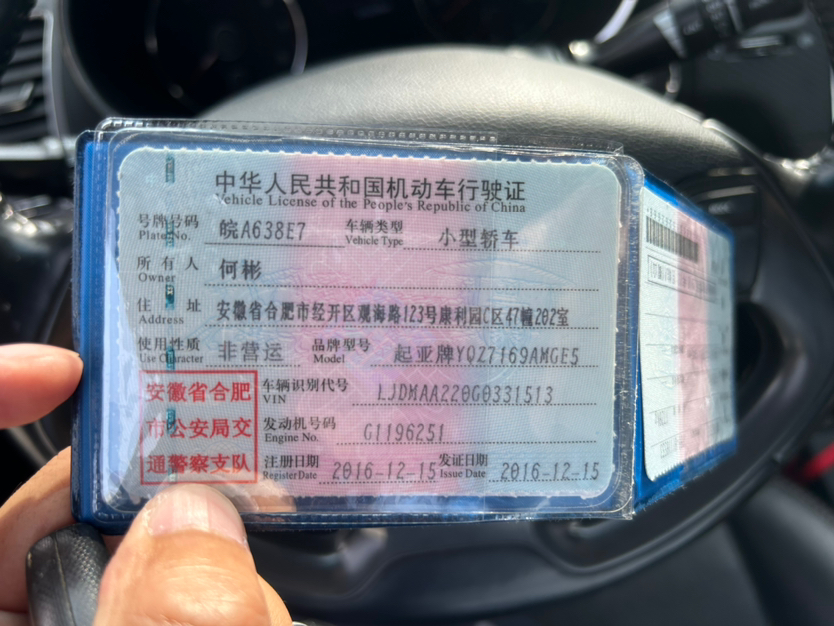 中华人民共和国机动车行驶证
Vehicle License of the People's Republic of China
号牌号码 皖A638E7 车辆类型 小型轿车
Plate No. Vehicle Type
所有人 何彬
Owner
住址 安徽省合肥市经开区观海路123号康利园C区47幢202室
Address
使用性质 非营运 品牌型号 起亚牌YQZ7169AMGE5
Use Character Model
安徽省合肥
市公安局交
通警察支队
车辆识别代号 LJDMAA220G0331513
VIN
发动机号码 G1196251
Engine No.
注册日期 2016-12-15 发证日期 2016-12-15
Register Date Issue Date